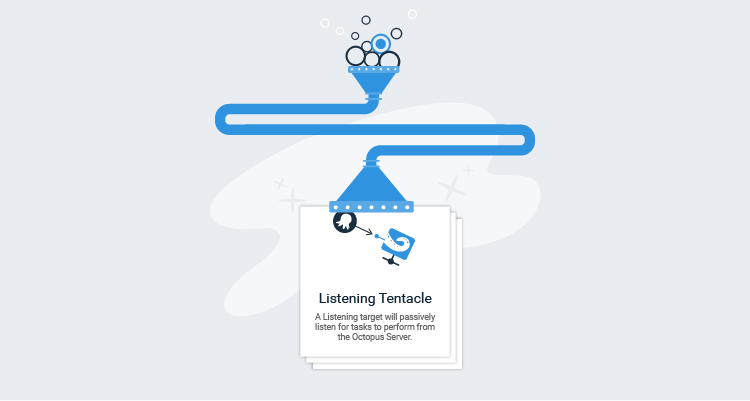 Listening Tentacle
A Listening target will passively
listen for tasks to perform from
the Octopus Server.